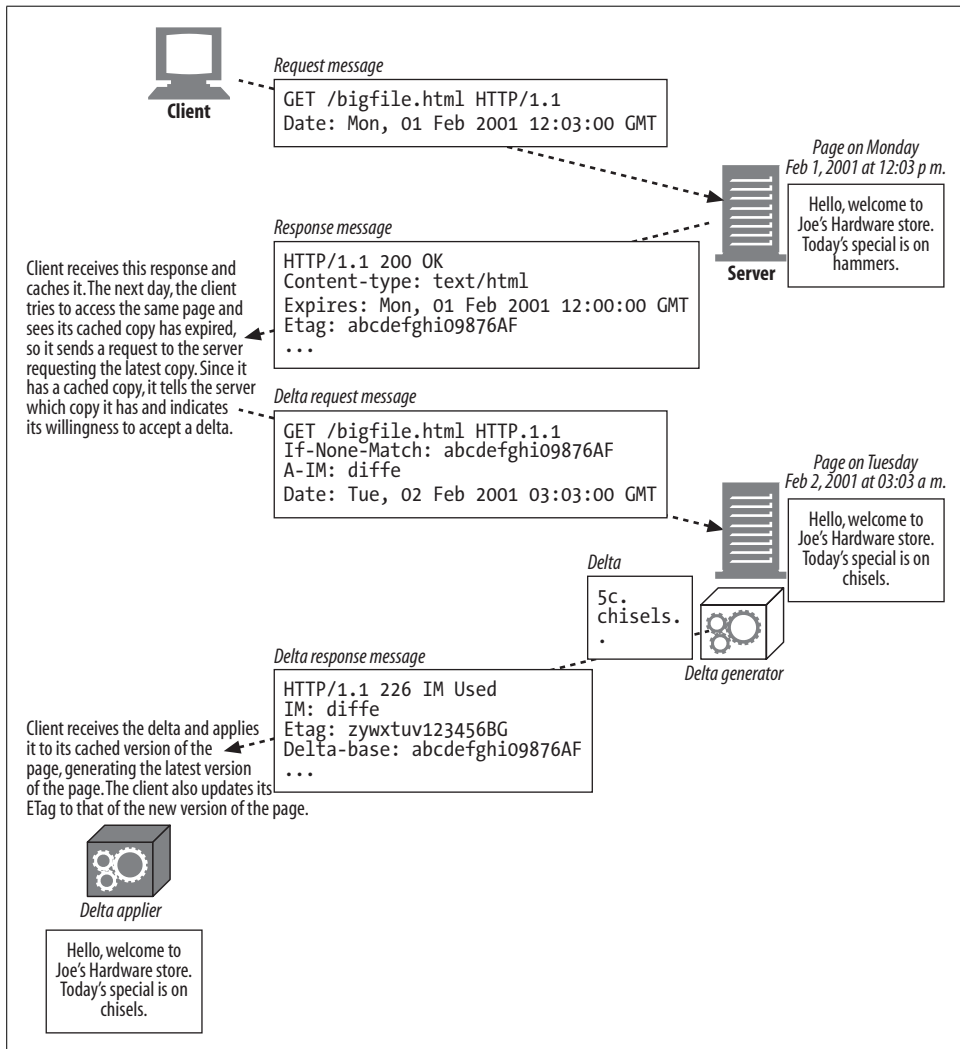 Client
Request message
GET /bigfile.html HTTP/1.1
Date: Mon, 01 Feb 2001 12:03:00 GMT
Page on Monday
Feb 1, 2001 at 12:03 p m.
Hello, welcome to
Joe's Hardware store.
Today's special is on
hammers.
Server
Response message
HTTP/1.1 200 OK
Content-type: text/html
Expires: Mon, 01 Feb 2001 12:00:00 GMT
Etag: abcdefghi09876AF
...
Client receives this response and
caches it. The next day, the client
tries to access the same page and
sees its cached copy has expired,
so it sends a request to the server
requesting the latest copy. Since it
has a cached copy, it tells the server
which copy it has and indicates
its willingness to accept a delta.
Delta request message
GET /bigfile.html HTTP.1.1
If-None-Match: abcdefghi09876AF
A-IM: diffe
Date: Tue, 02 Feb 2001 03:03:00 GMT
Page on Tuesday
Feb 2, 2001 at 03:03 a m.
Hello, welcome to
Joe's Hardware store.
Today's special is on
chisels.
Delta
5c.
chisels.
.
Delta generator
Delta response message
HTTP/1.1 226 IM Used
IM: diffe
Etag: zywxtuv123456BG
Delta-base: abcdefghi09876AF
...
Client receives the delta and applies
it to its cached version of the
page, generating the latest version
of the page. The client also updates its
ETag to that of the new version of the page.
Delta applier
Hello, welcome to
Joe's Hardware store.
Today's special is on
chisels.